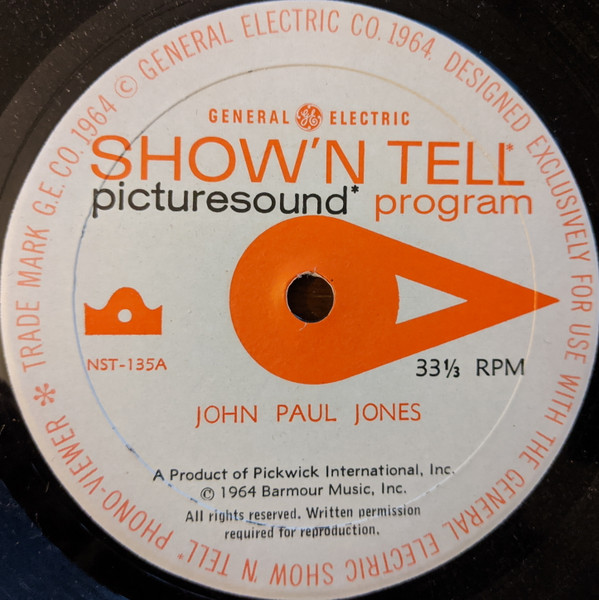 * TRADE MARK G.E. CO. 1964 © GENERAL ELECTRIC CO. 1964. DESIGNED EXCLUSIVELY FOR USE WITH THE GENERAL ELECTRIC SHOW 'N TELL* PHONO-VIEWER
GENERAL GE ELECTRIC
SHOW'N TELL*
picturesound* program
NST-135A
33⅓ RPM
JOHN PAUL JONES
A Product of Pickwick International, Inc.
© 1964 Barmour Music, Inc.
All rights reserved. Written permission
required for reproduction.